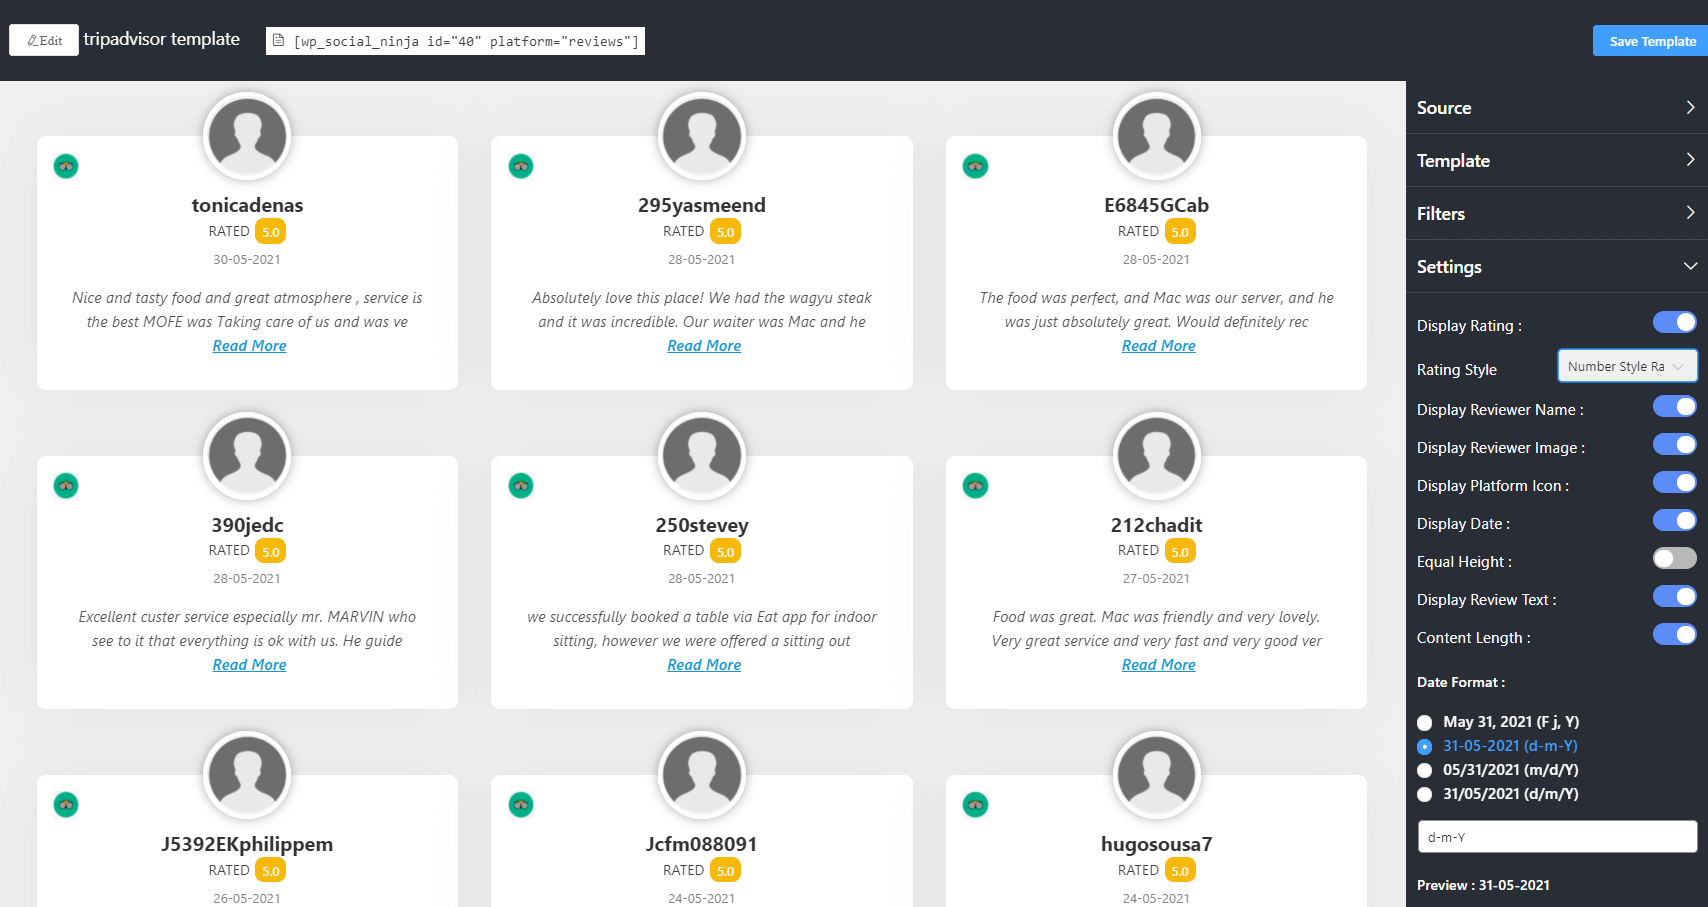 Edit
tripadvisor template
[wp_social_ninja id="40" platform="reviews"]
Save Template
tonicadenas
RATED 5.0
30-05-2021
Nice and tasty food and great atmosphere , service is
the best MOFE was Taking care of us and was ve
Read More
295yasmeend
RATED 5.0
28-05-2021
Absolutely love this place! We had the wagyu steak
and it was incredible. Our waiter was Mac and he
Read More
E6845GCab
RATED 5.0
28-05-2021
The food was perfect, and Mac was our server, and he
was just absolutely great. Would definitely rec
Read More
390jedc
RATED 5.0
28-05-2021
Excellent custer service especially mr. MARVIN who
see to it that everything is ok with us. He guide
Read More
250stevey
RATED 5.0
28-05-2021
we successfully booked a table via Eat app for indoor
sitting, however we were offered a sitting out
Read More
212chadit
RATED 5.0
27-05-2021
Food was great. Mac was friendly and very lovely.
Very great service and very fast and very good ver
Read More
J5392EKphilippem
RATED 5.0
26-05-2021
Jcfm088091
RATED 5.0
24-05-2021
hugosousa7
RATED 5.0
24-05-2021
Source
Template
Filters
Settings
Display Rating :
Rating Style
Number Style Ra
Display Reviewer Name :
Display Reviewer Image :
Display Platform Icon :
Display Date :
Equal Height :
Display Review Text :
Content Length :
Date Format :
May 31, 2021 (F j, Y)
31-05-2021 (d-m-Y)
05/31/2021 (m/d/Y)
31/05/2021 (d/m/Y)
d-m-Y
Preview : 31-05-2021